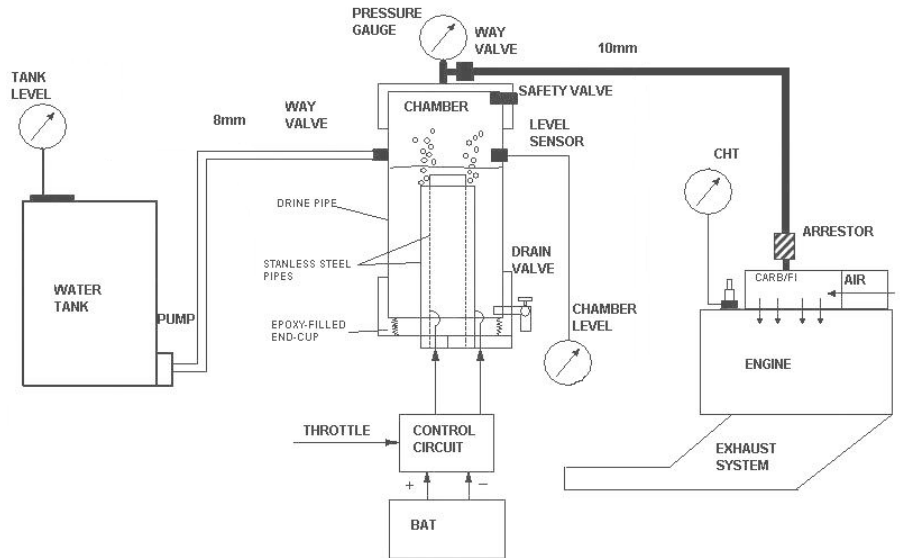 PRESSURE
GAUGE
WAY
VALVE
10mm
TANK
LEVEL
8mm
WAY
VALVE
CHAMBER
SAFETY VALVE
LEVEL
SENSOR
CHT
DRINE PIPE
ARRESTOR
STANLESS STEEL
PIPES
DRAIN
VALVE
CARB/FI
AIR
WATER
TANK
PUMP
EPOXY-FILLED
END-CUP
CHAMBER
LEVEL
ENGINE
THROTTLE
CONTROL
CIRCUIT
EXHAUST
SYSTEM
+
−
BAT